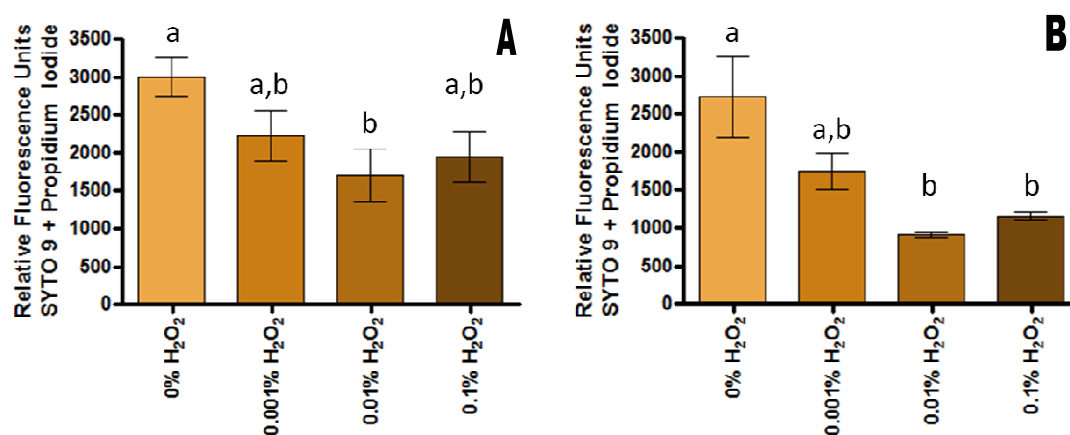 Relative Fluorescence Units
SYTO 9 + Propidium Iodide
3500
3000
2500
2000
1500
1000
500
0
a
a,b
b
a,b
A
0% H₂O₂
0.001% H₂O₂
0.01% H₂O₂
0.1% H₂O₂
Relative Fluorescence Units
SYTO 9 + Propidium Iodide
3500
3000
2500
2000
1500
1000
500
0
a
a,b
b
b
B
0% H₂O₂
0.001% H₂O₂
0.01% H₂O₂
0.1% H₂O₂